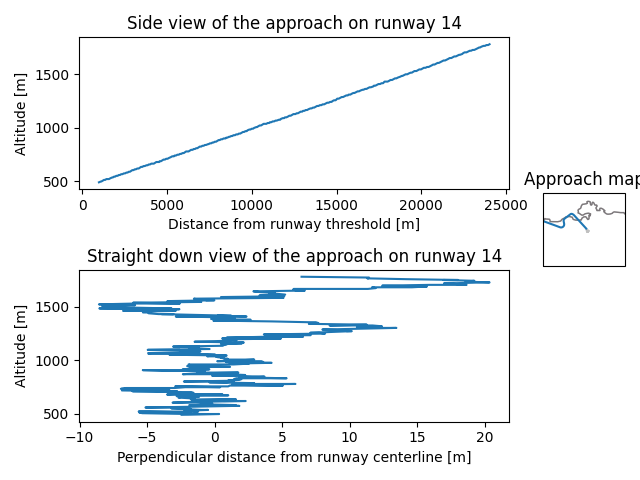 Side view of the approach on runway 14
Altitude [m]
1500
1000
500
0
5000
10000
15000
20000
25000
Distance from runway threshold [m]
Approach map
Straight down view of the approach on runway 14
Altitude [m]
1500
1000
500
−10
−5
0
5
10
15
20
Perpendicular distance from runway centerline [m]